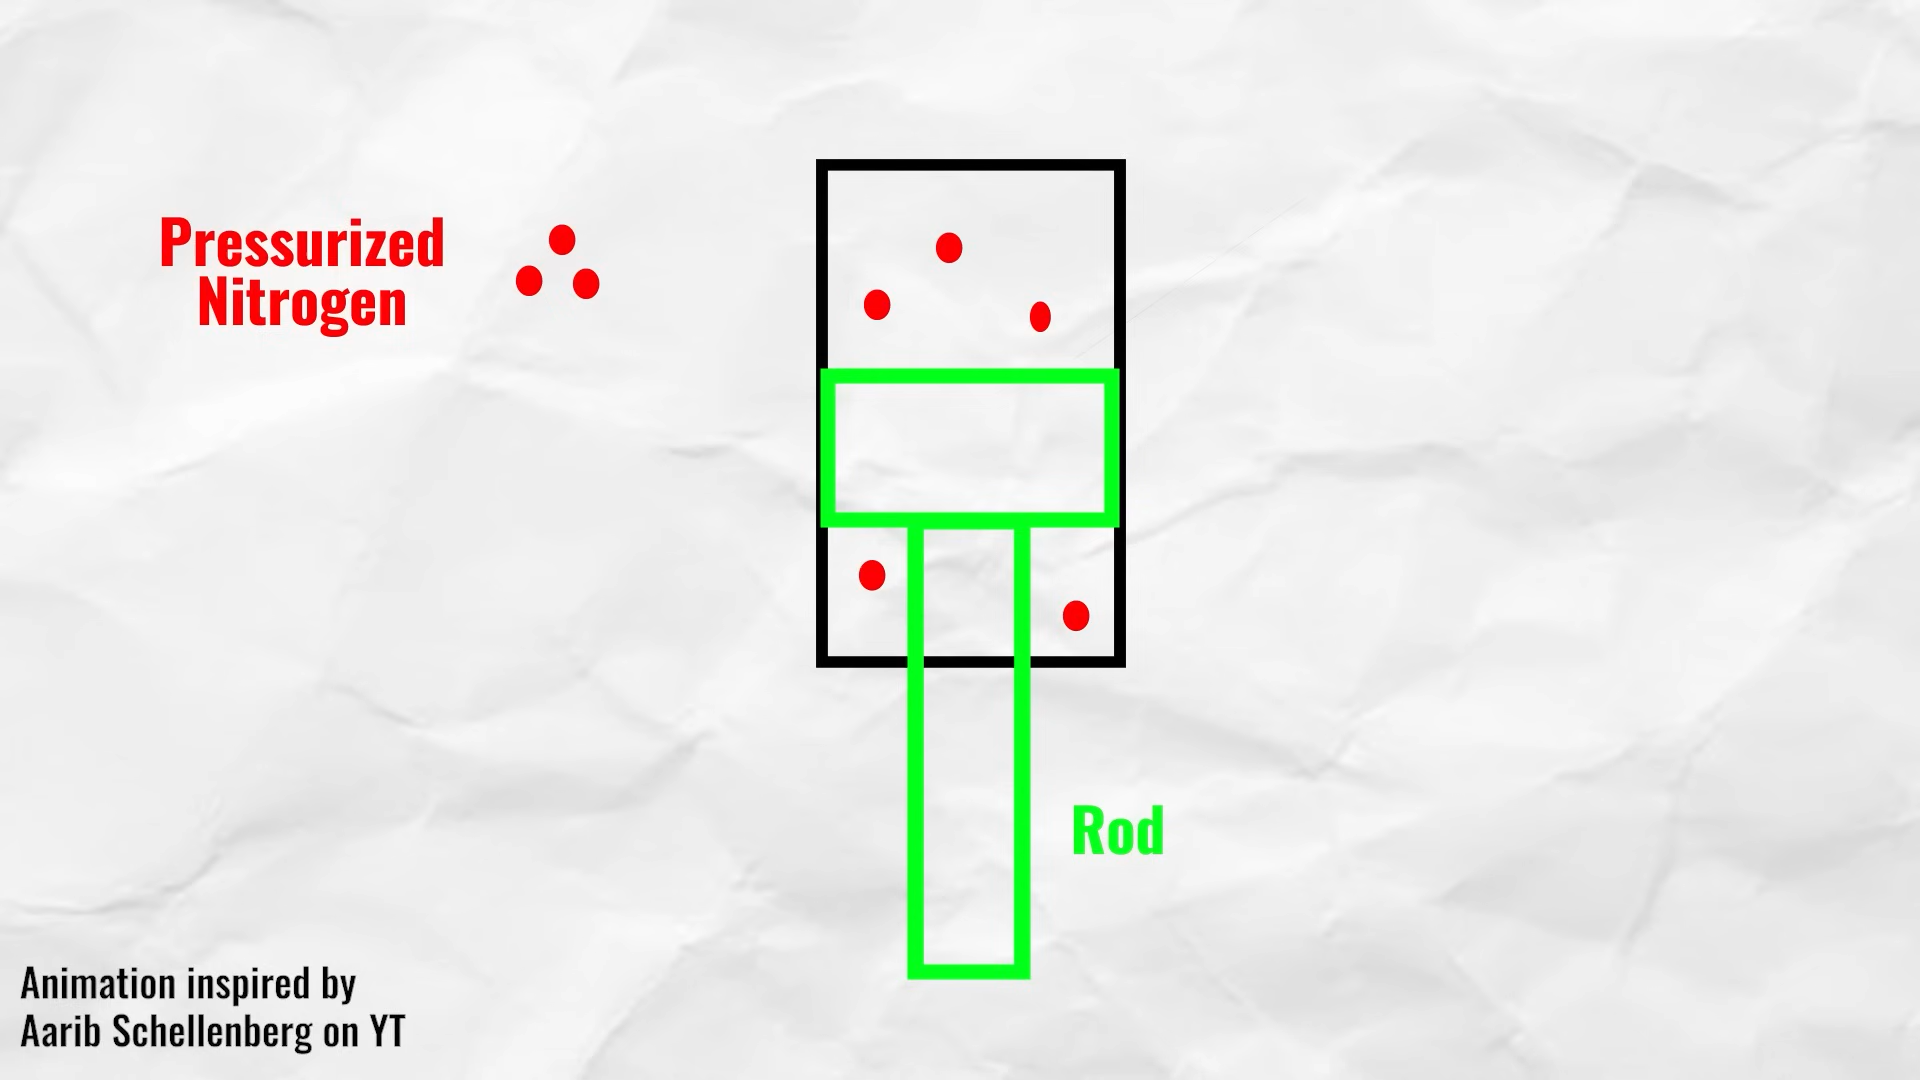 Pressurized
Nitrogen
Rod
Animation inspired by
Aarib Schellenberg on YT